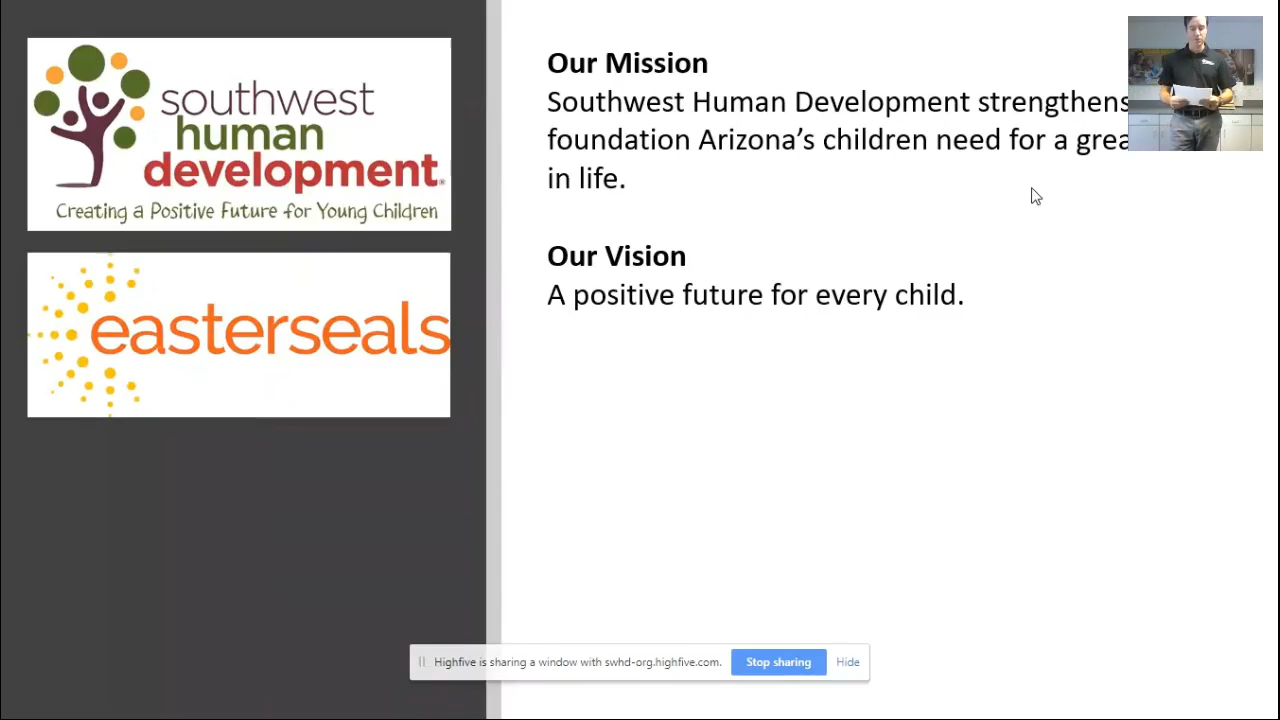 southwest
human
development®
Creating a Positive Future for Young Children
easterseals
Our Mission
Southwest Human Development strengthens
foundation Arizona’s children need for a
in life.
Our Vision
A positive future for every child.
Highfive is sharing a window with swhd-org.highfive.com.
Stop sharing
Hide